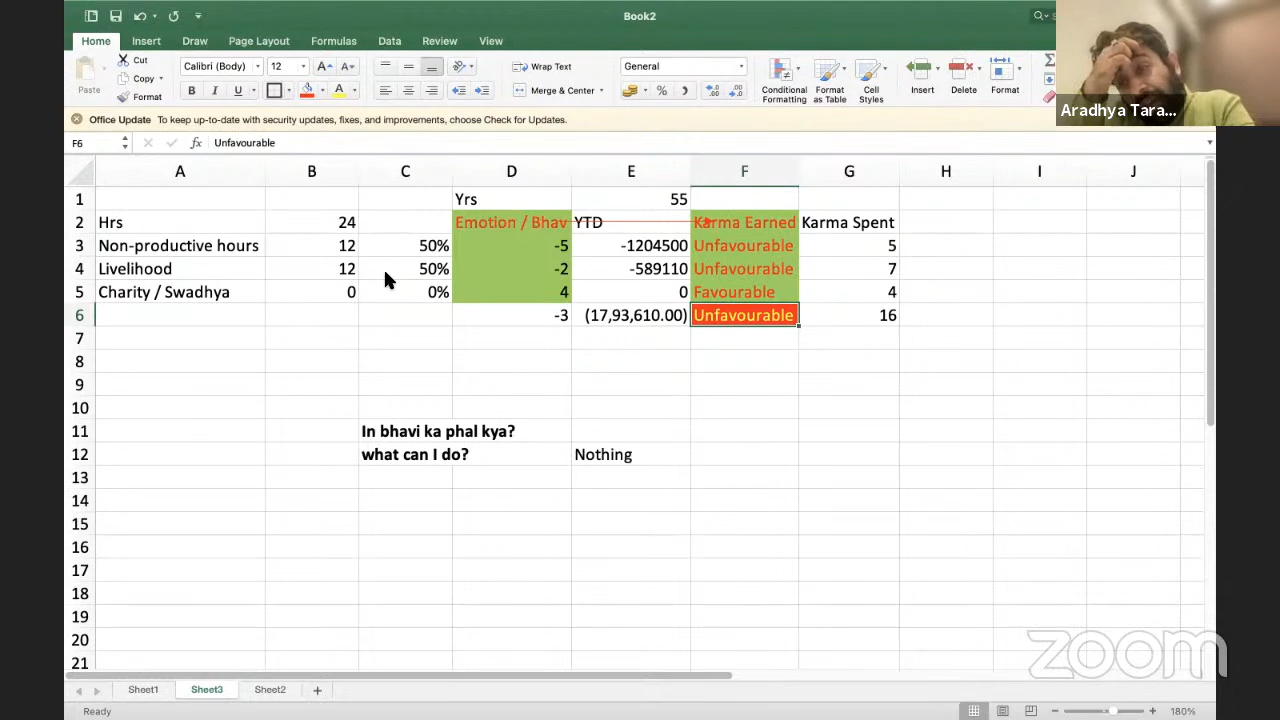 Book2
Home Insert Draw Page Layout Formulas Data Review View
Cut
Copy
Format
Paste
Calibri (Body) 12
B I U
Wrap Text
Merge & Center
General
Conditional Formatting
Format as Table
Cell Styles
Insert
Delete
Format
Aradhya Tara...
Office Update To keep up-to-date with security updates, fixes, and improvements, choose Check for Updates.
F6 fx Unfavourable
A B C D E F G H I J
1 Yrs 55
2 Hrs 24 Emotion / Bhav YTD Karma Earned Karma Spent
3 Non-productive hours 12 50% -5 -1204500 Unfavourable 5
4 Livelihood 12 50% -2 -589110 Unfavourable 7
5 Charity / Swadhya 0 0% 4 0 Favourable 4
6 -3 (17,93,610.00) Unfavourable 16
7
8
9
10
11 In bhavi ka phal kya?
12 what can I do? Nothing
13
14
15
16
17
18
19
20
21
zoom
Sheet1 Sheet3 Sheet2 +
Ready 180%